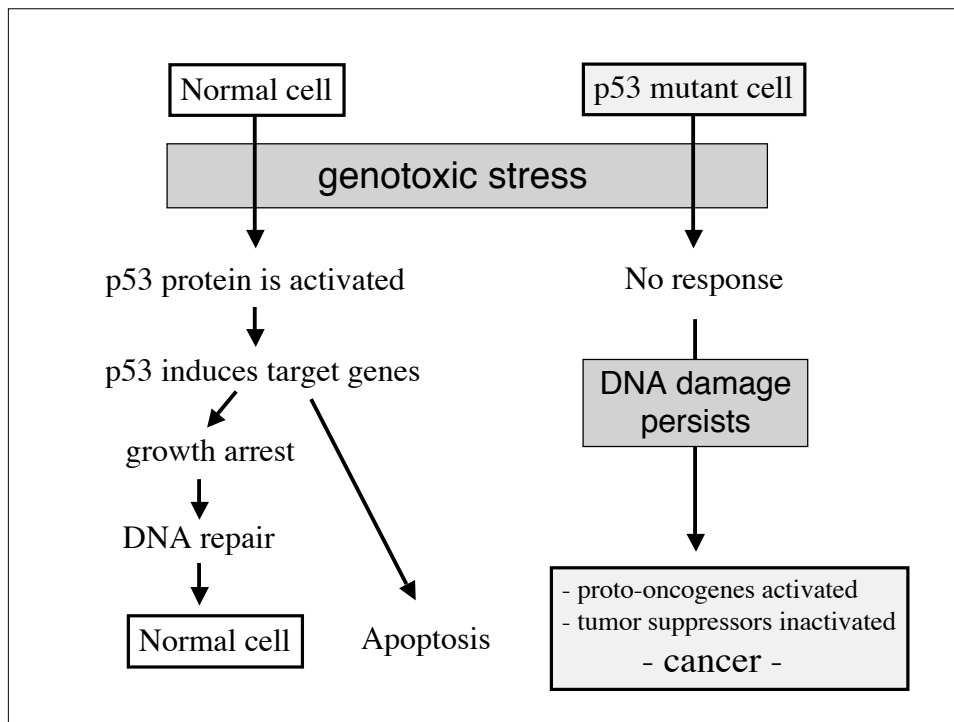 Normal cell
p53 mutant cell
genotoxic stress
p53 protein is activated
No response
p53 induces target genes
DNA damage
persists
growth arrest
DNA repair
Normal cell
Apoptosis
- proto-oncogenes activated
- tumor suppressors inactivated
- cancer -